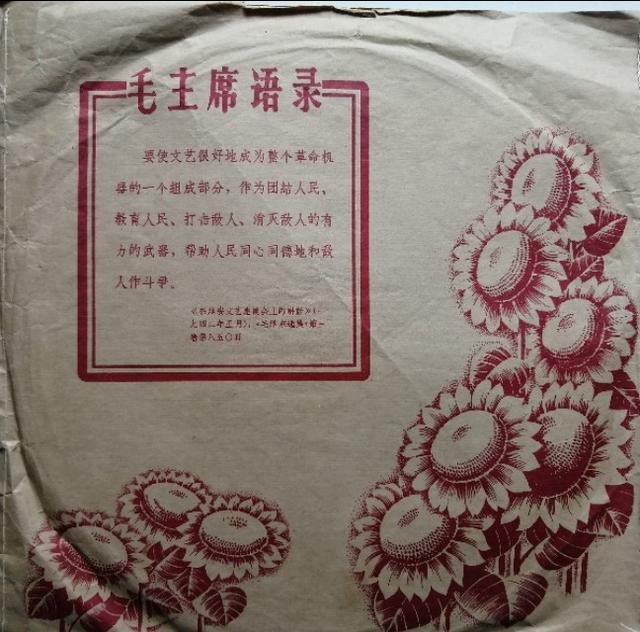 毛主席语录
要使文艺很好地成为整个革命机
器的一个组成部分，作为团结人民、
教育人民、打击敌人、消灭敌人的有
力的武器，帮助人民同心同德地和敌
人作斗争。
《在延安文艺座谈会上的讲话》（一
九四二年五月），《毛泽东选集》第三
卷第八五〇页